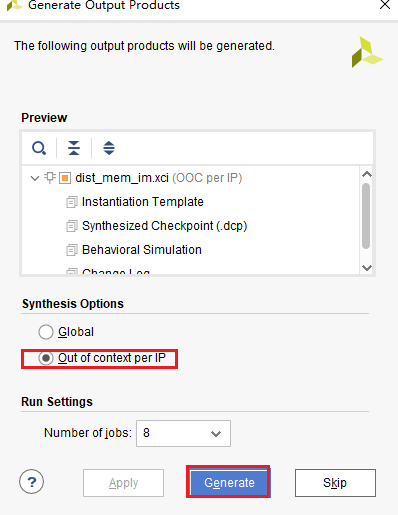 Generate Output Products
The following output products will be generated.
Preview
dist_mem_im.xci (OOC per IP)
Instantiation Template
Synthesized Checkpoint (.dcp)
Behavioral Simulation
Change Log
Synthesis Options
Global
Out of context per IP
Run Settings
Number of jobs: 8
? Apply Generate Skip